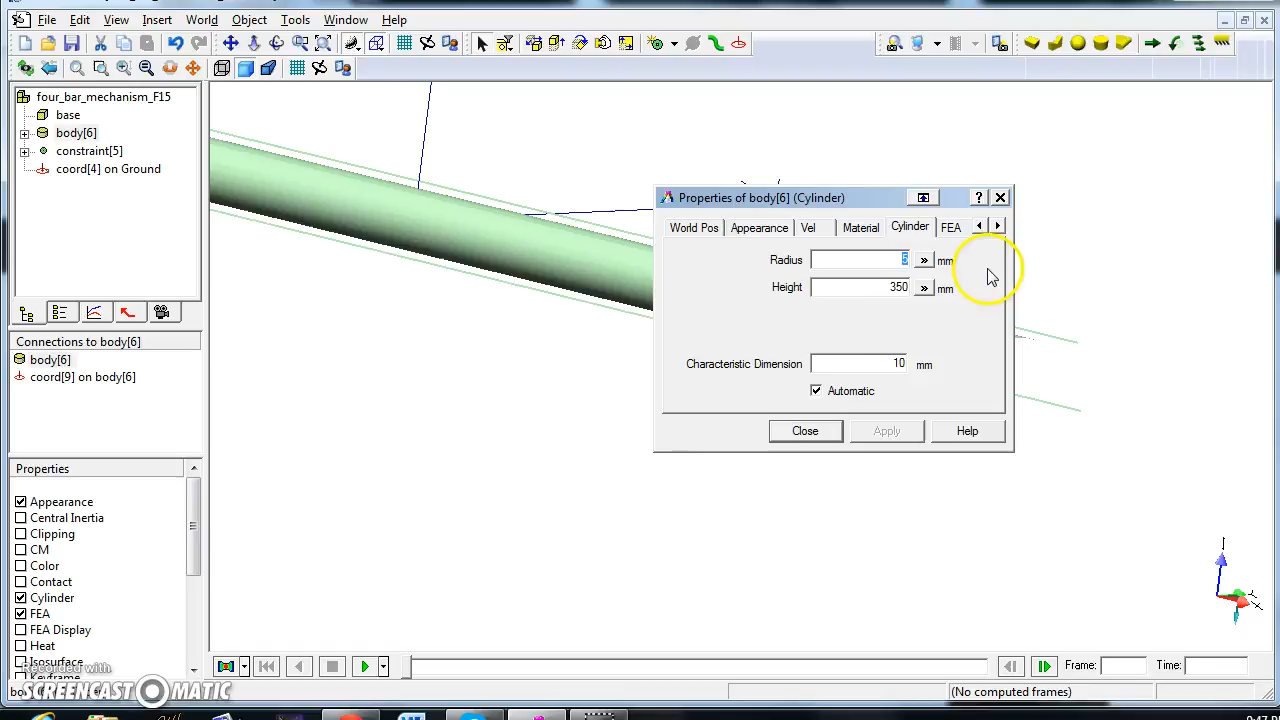 File Edit View Insert World Object Tools Window Help
four_bar_mechanism_F15
base
body[6]
constraint[5]
coord[4] on Ground
Connections to body[6]
body[6]
coord[9] on body[6]
Properties
Appearance
Central Inertia
Clipping
CM
Color
Contact
Cylinder
FEA
FEA Display
Heat
Isosurface
Properties of body[6] (Cylinder)
World Pos Appearance Vel Material Cylinder FEA
Radius 5 » mm
Height 350 » mm
Characteristic Dimension 10 mm
Automatic
Close Apply Help
Frame: Time:
(No computed frames)
Recorded with
SCREENCAST MATIC